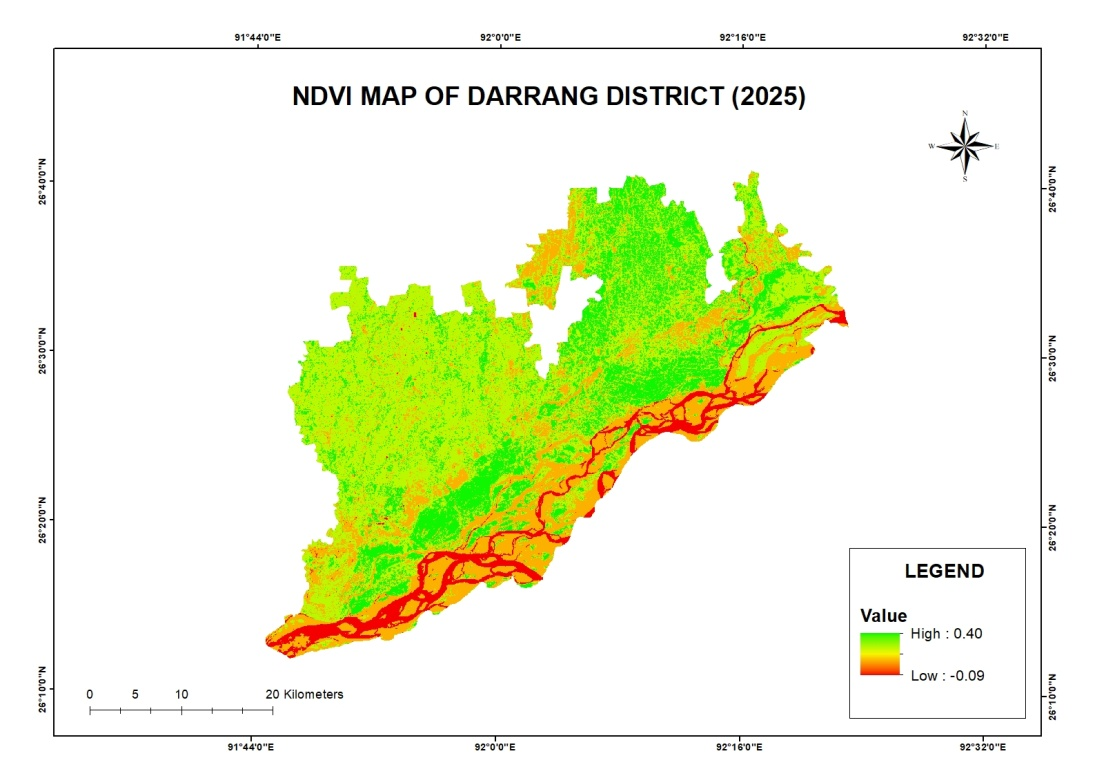 91°44'0"E 92°0'0"E 92°16'0"E 92°32'0"E
NDVI MAP OF DARRANG DISTRICT (2025)
N
W E
S
26°40'0"N 26°40'0"N
26°30'0"N 26°30'0"N
26°20'0"N 26°20'0"N
LEGEND
Value
High : 0.40
Low : -0.09
26°10'0"N 26°10'0"N
0 5 10 20 Kilometers
91°44'0"E 92°0'0"E 92°16'0"E 92°32'0"E